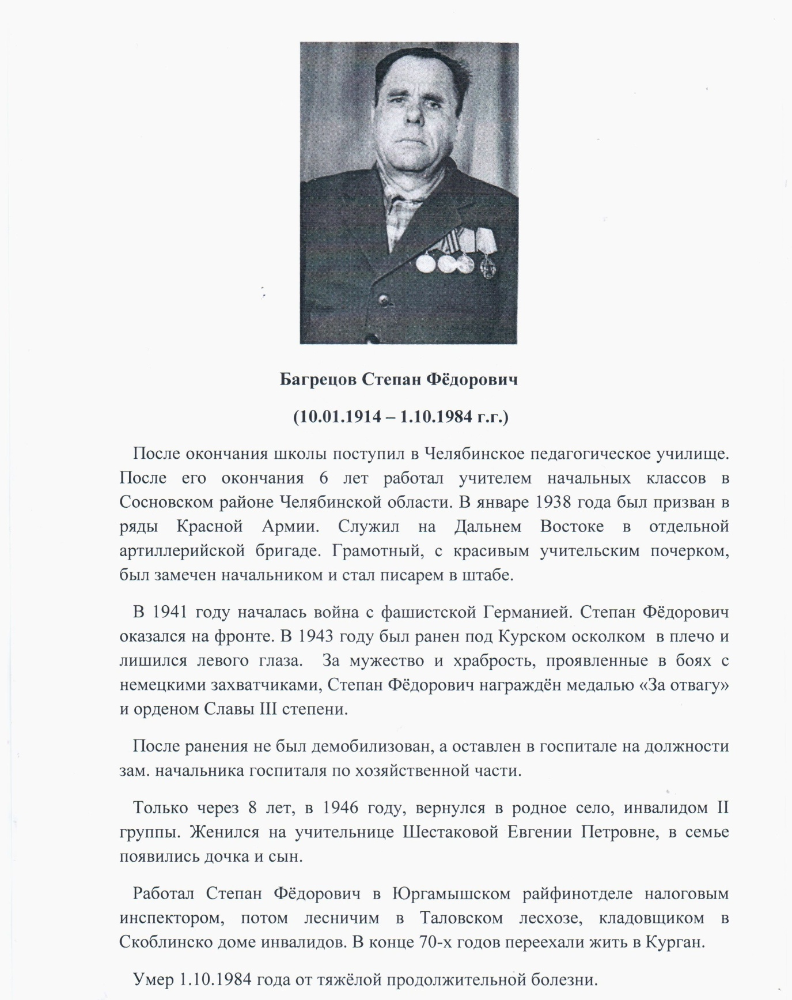 Багрецов Степан Фёдорович
(10.01.1914 – 1.10.1984 г.г.)
После окончания школы поступил в Челябинское педагогическое училище.
После его окончания 6 лет работал учителем начальных классов в
Сосновском районе Челябинской области. В январе 1938 года был призван в
ряды Красной Армии. Служил на Дальнем Востоке в отдельной
артиллерийской бригаде. Грамотный, с красивым учительским почерком,
был замечен начальником и стал писарем в штабе.
В 1941 году началась война с фашистской Германией. Степан Фёдорович
оказался на фронте. В 1943 году был ранен под Курском осколком в плечо и
лишился левого глаза. За мужество и храбрость, проявленные в боях с
немецкими захватчиками, Степан Фёдорович награждён медалью «За отвагу»
и орденом Славы III степени.
После ранения не был демобилизован, а оставлен в госпитале на должности
зам. начальника госпиталя по хозяйственной части.
Только через 8 лет, в 1946 году, вернулся в родное село, инвалидом II
группы. Женился на учительнице Шестаковой Евгении Петровне, в семье
появились дочка и сын.
Работал Степан Фёдорович в Юргамышском райфинотделе налоговым
инспектором, потом лесничим в Таловском лесхозе, кладовщиком в
Скоблинско доме инвалидов. В конце 70-х годов переехали жить в Курган.
Умер 1.10.1984 года от тяжёлой продолжительной болезни.